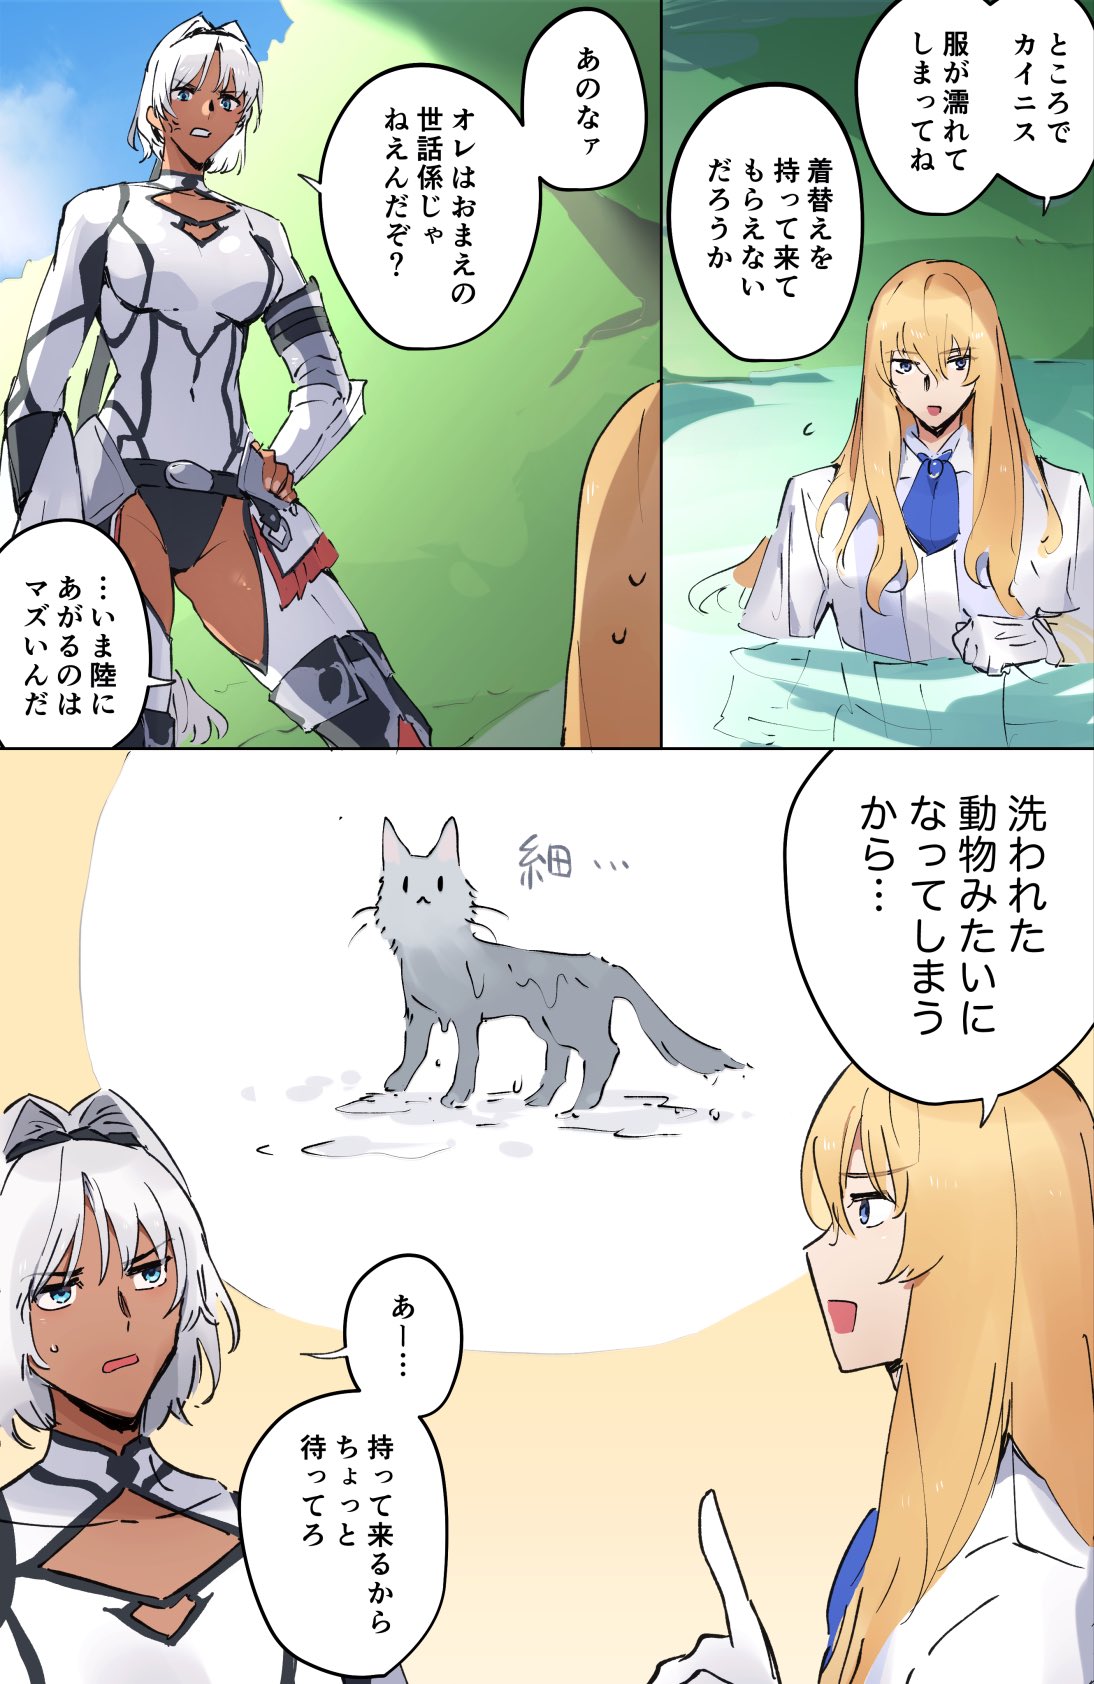 ところで
カイニス
服が濡れて
しまってね
着替えを
持って来て
もらえない
だろうか
あのなァ
オレはおまえの
世話係じゃ
ねえんだぞ？
…いま陸に
あがるのは
マズいんだ
洗われた
動物みたいに
なってしまう
から…
細…
あー…
持って来るから
ちょっと
待ってろ